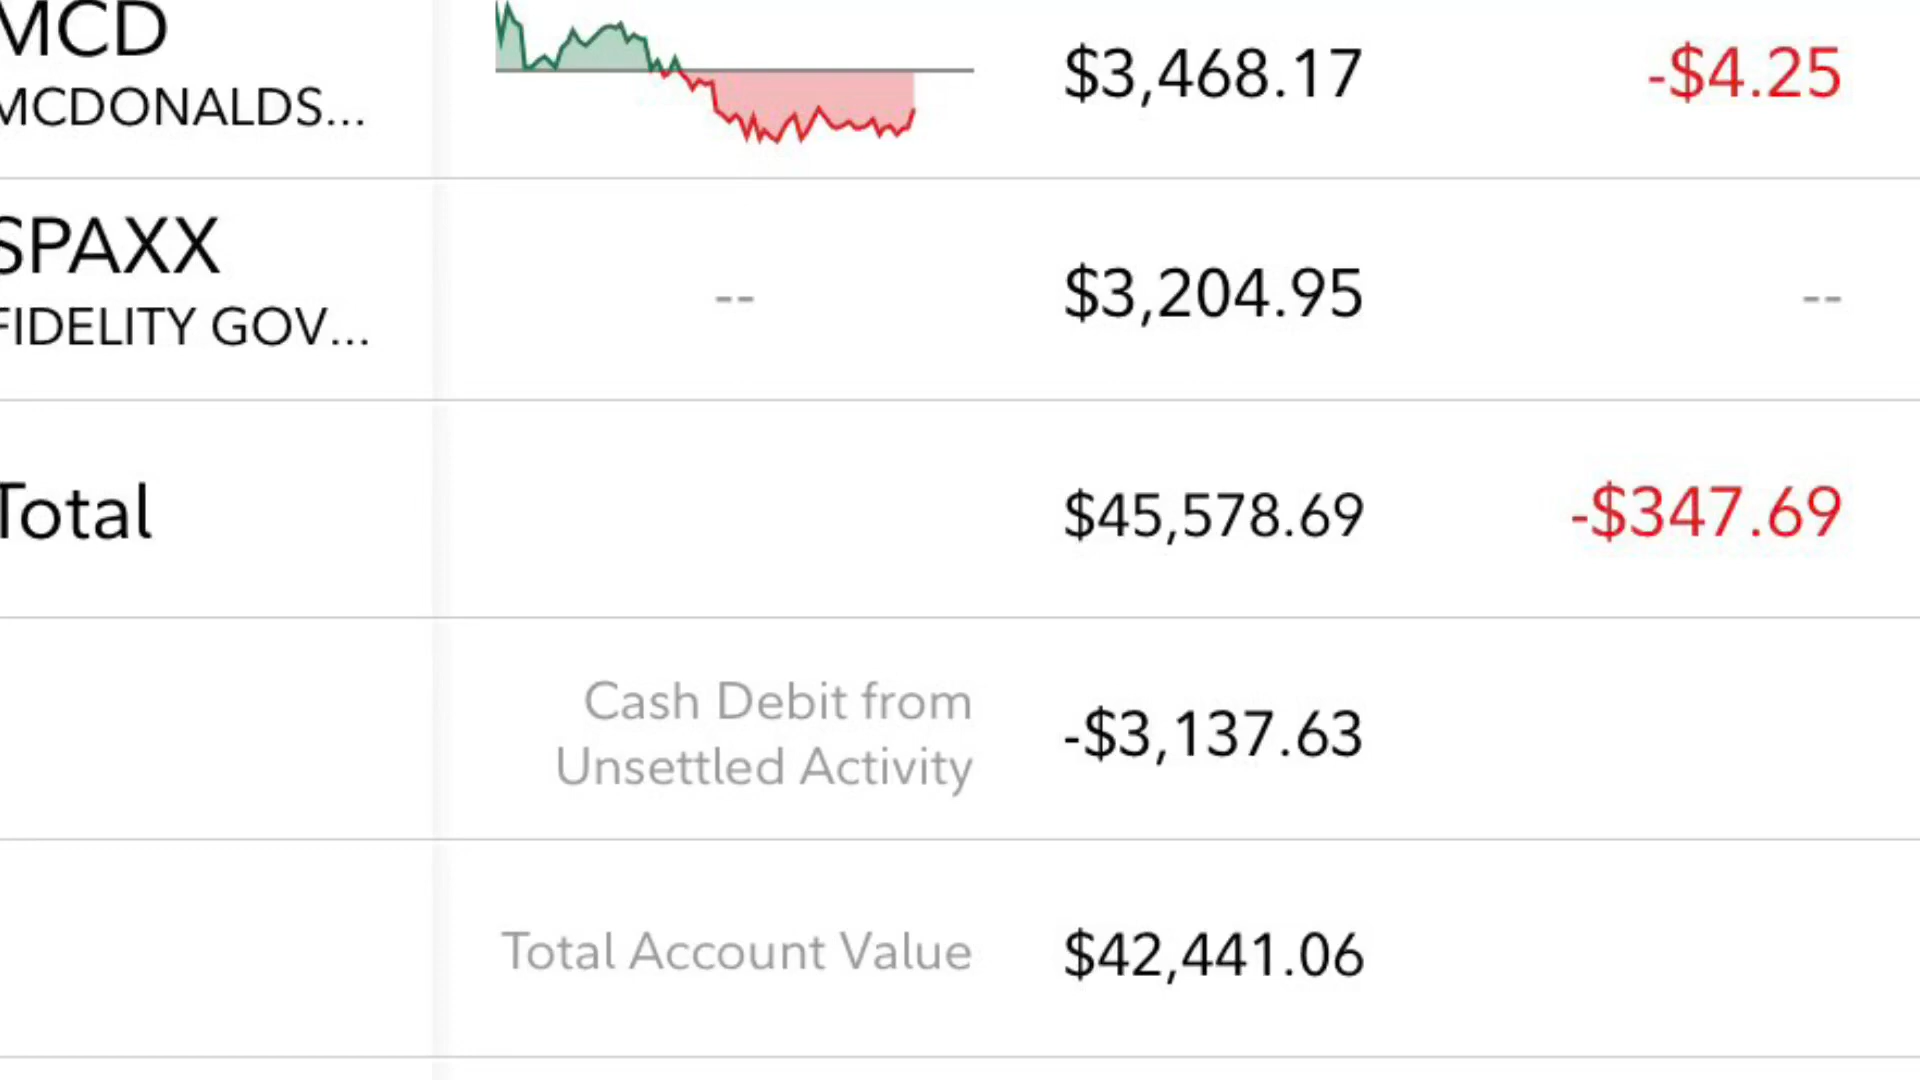 MCD
MCDONALDS...
$3,468.17
-$4.25
SPAXX
FIDELITY GOV...
--
$3,204.95
--
Total
$45,578.69
-$347.69
Cash Debit from
Unsettled Activity
-$3,137.63
Total Account Value
$42,441.06